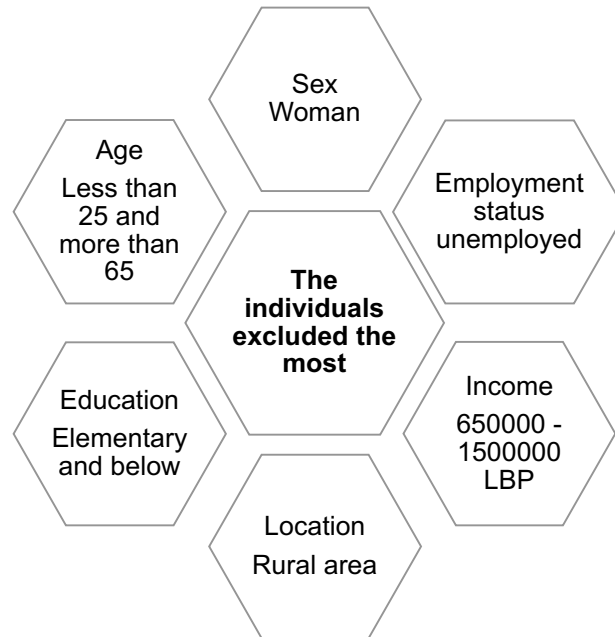 Sex
Woman
Age
Less than
25 and
more than
65
Employment
status
unemployed
The
individuals
excluded the
most
Education
Elementary
and below
Income
650000 -
1500000
LBP
Location
Rural area